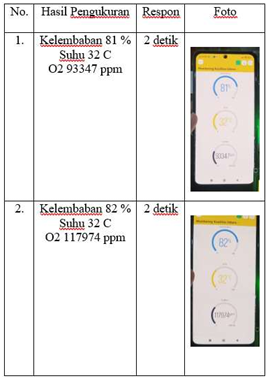 No. Hasil Pengukuran Respon Foto
1. Kelembaban 81 % 2 detik
Suhu 32 C
O2 93347 ppm
81
32
93347
2. Kelembaban 82 % 2 detik
Suhu 32 C
O2 117974 ppm
82
32